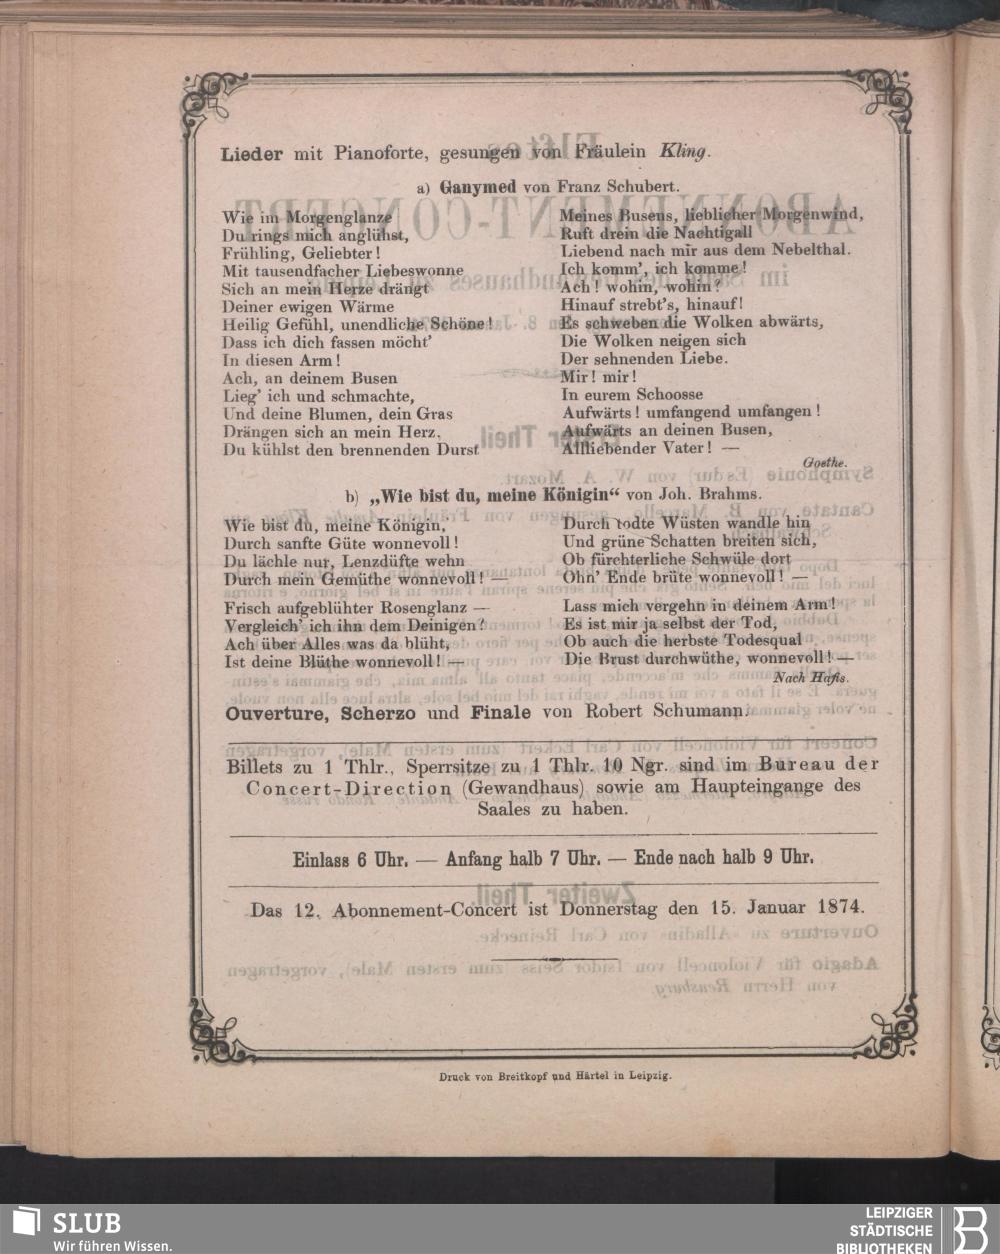 Lieder mit Pianoforte, gesungen von Fräulein Kling.
a) Ganymed von Franz Schubert.
Wie im Morgenglanze
Du rings mich anglühst,
Frühling, Geliebter!
Mit tausendfacher Liebeswonne
Sich an mein Herze drängt
Deiner ewigen Wärme
Heilig Gefühl, unendliche Schöne!
Dass ich dich fassen möcht'
In diesen Arm!
Ach, an deinem Busen
Lieg' ich und schmachte,
Und deine Blumen, dein Gras
Drängen sich an mein Herz.
Du kühlst den brennenden Durst
Meines Busens, lieblicher Morgenwind,
Ruft drein die Nachtigall
Liebend nach mir aus dem Nebelthal.
Ich komm', ich komme!
Ach! wohin, wohin?
Hinauf strebt's, hinauf!
Es schweben die Wolken abwärts,
Die Wolken neigen sich
Der sehnenden Liebe.
Mir! mir!
In eurem Schoosse
Aufwärts! umfangend umfangen!
Aufwärts an deinen Busen,
Allliebender Vater! —
Goethe.
b) „Wie bist du, meine Königin“ von Joh. Brahms.
Wie bist du, meine Königin,
Durch sanfte Güte wonnevoll!
Du lächle nur, Lenzdüfte wehn
Durch mein Gemüthe wonnevoll! —
Frisch aufgeblühter Rosenglanz —
Vergleich' ich ihn dem Deinigen?
Ach über Alles was da blüht,
Ist deine Blüthe wonnevoll! —
Durch todte Wüsten wandle hin
Und grüne Schatten breiten sich,
Ob fürchterliche Schwüle dort
Ohn' Ende brüte wonnevoll! —
Lass mich vergehn in deinem Arm!
Es ist mir ja selbst der Tod,
Ob auch die herbste Todesqual
Die Brust durchwüthe, wonnevoll! —
Nach Hafis.
Ouverture, Scherzo und Finale von Robert Schumann.
Billets zu 1 Thlr., Sperrsitze zu 1 Thlr. 10 Ngr. sind im Bureau der
Concert-Direction (Gewandhaus) sowie am Haupteingange des
Saales zu haben.
Einlass 6 Uhr. — Anfang halb 7 Uhr. — Ende nach halb 9 Uhr.
Das 12. Abonnement-Concert ist Donnerstag den 15. Januar 1874.
Druck von Breitkopf und Härtel in Leipzig.
SLUB
Wir führen Wissen.
LEIPZIGER
STÄDTISCHE
BIBLIOTHEKEN